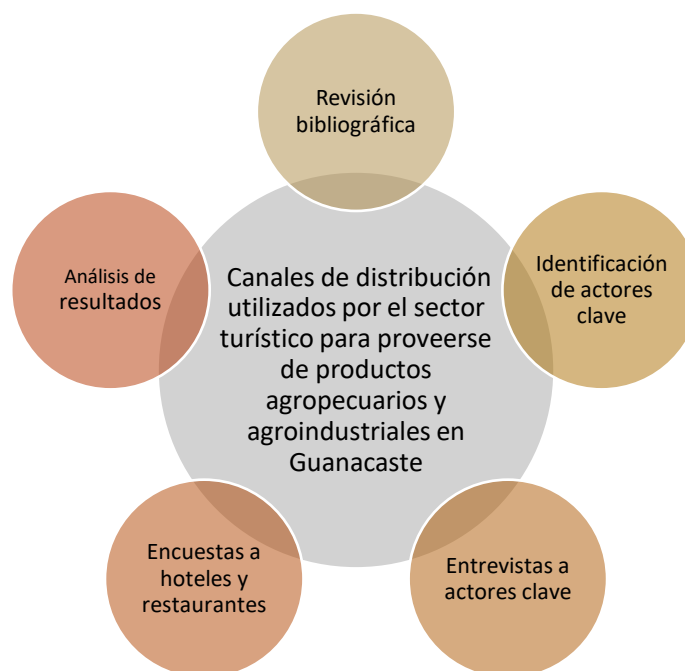 Revisión
bibliográfica
Identificación
de actores
clave
Entrevistas a
actores clave
Encuestas a
hoteles y
restaurantes
Análisis de
resultados
Canales de distribución
utilizados por el sector
turístico para proveerse
de productos
agropecuarios y
agroindustriales en
Guanacaste